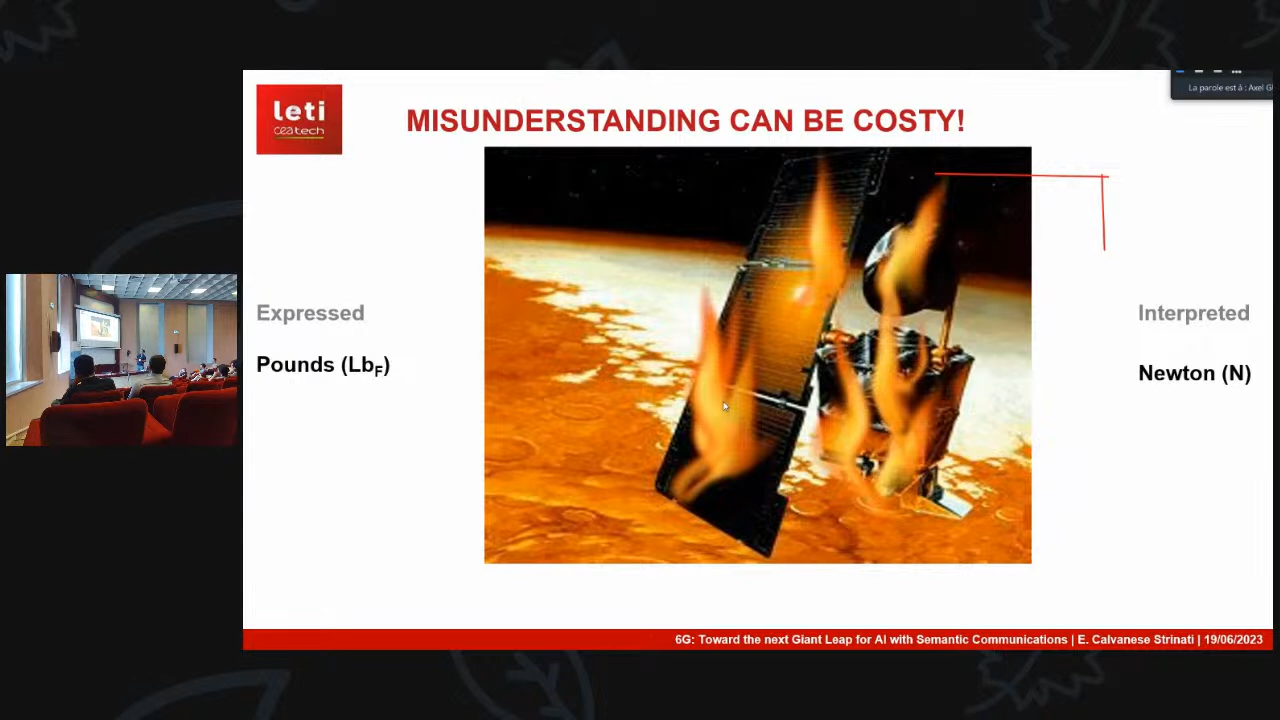 La parole est à : Axel G
leti
ceatech
MISUNDERSTANDING CAN BE COSTY!
Expressed
Interpreted
Pounds (LbF)
Newton (N)
6G: Toward the next Giant Leap for AI with Semantic Communications | E. Calvanese Strinati | 19/06/2023